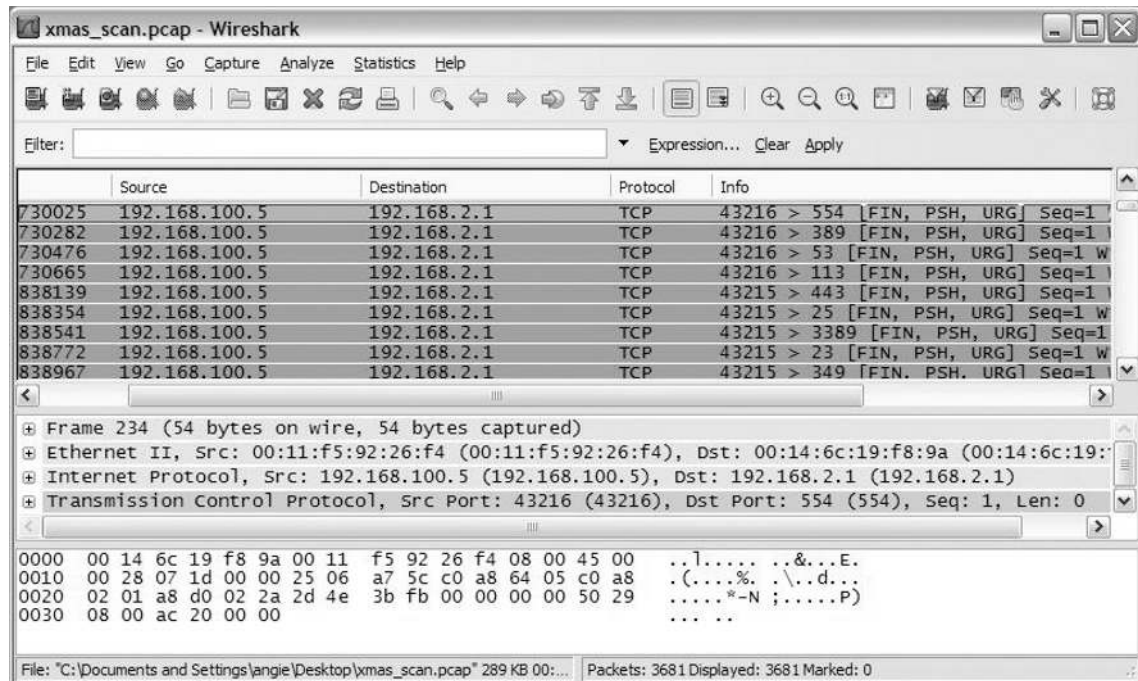 xmas_scan.pcap - Wireshark
File Edit View Go Capture Analyze Statistics Help
Filter: Expression... Clear Apply
Source Destination Protocol Info
730025 192.168.100.5 192.168.2.1 TCP 43216 > 554 [FIN, PSH, URG] Seq=1
730282 192.168.100.5 192.168.2.1 TCP 43216 > 389 [FIN, PSH, URG] Seq=1
730476 192.168.100.5 192.168.2.1 TCP 43216 > 53 [FIN, PSH, URG] Seq=1 W
730665 192.168.100.5 192.168.2.1 TCP 43216 > 113 [FIN, PSH, URG] Seq=1
838139 192.168.100.5 192.168.2.1 TCP 43215 > 443 [FIN, PSH, URG] Seq=1
838354 192.168.100.5 192.168.2.1 TCP 43215 > 25 [FIN, PSH, URG] Seq=1 W
838541 192.168.100.5 192.168.2.1 TCP 43215 > 3389 [FIN, PSH, URG] Seq=1
838772 192.168.100.5 192.168.2.1 TCP 43215 > 23 [FIN, PSH, URG] Seq=1 W
838967 192.168.100.5 192.168.2.1 TCP 43215 > 349 [FIN, PSH, URG] Seq=1
Frame 234 (54 bytes on wire, 54 bytes captured)
Ethernet II, Src: 00:11:f5:92:26:f4 (00:11:f5:92:26:f4), Dst: 00:14:6c:19:f8:9a (00:14:6c:19:
Internet Protocol, Src: 192.168.100.5 (192.168.100.5), Dst: 192.168.2.1 (192.168.2.1)
Transmission Control Protocol, Src Port: 43216 (43216), Dst Port: 554 (554), Seq: 1, Len: 0
0000 00 14 6c 19 f8 9a 00 11 f5 92 26 f4 08 00 45 00 ..l..... ..&...E.
0010 00 28 07 1d 00 00 25 06 a7 5c c0 a8 64 05 c0 a8 .(....%. .\..d...
0020 02 01 a8 d0 02 2a 2d 4e 3b fb 00 00 00 00 50 29 .....*-N ;.....P)
0030 08 00 ac 20 00 00 ... ..
File: "C:\Documents and Settings\angie\Desktop\xmas_scan.pcap" 289 KB 00:... Packets: 3681 Displayed: 3681 Marked: 0